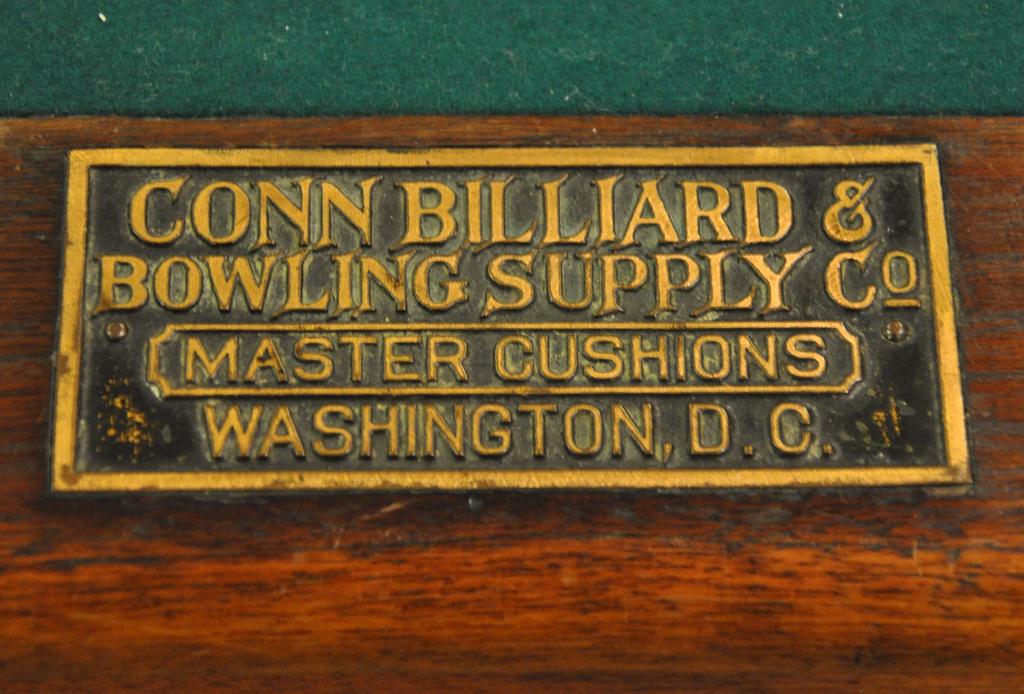 CONN BILLIARD &
BOWLING SUPPLY CO
MASTER CUSHIONS
WASHINGTON, D. C.